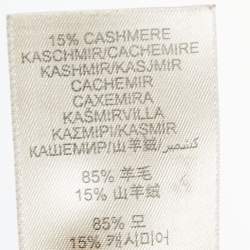 15% CASHMERE
KASCHMIR/CACHEMIRE
KASHMIR/KASJMIR
CACHEMIR
CAXEMIRA
KAŠMIRVILLA
ΚΑΣΜΙΡΙ/KASMIR
КАШЕМИР/山羊绒/كشمير
85% 羊毛
15% 山羊绒
85% 모
15% 캐시미어